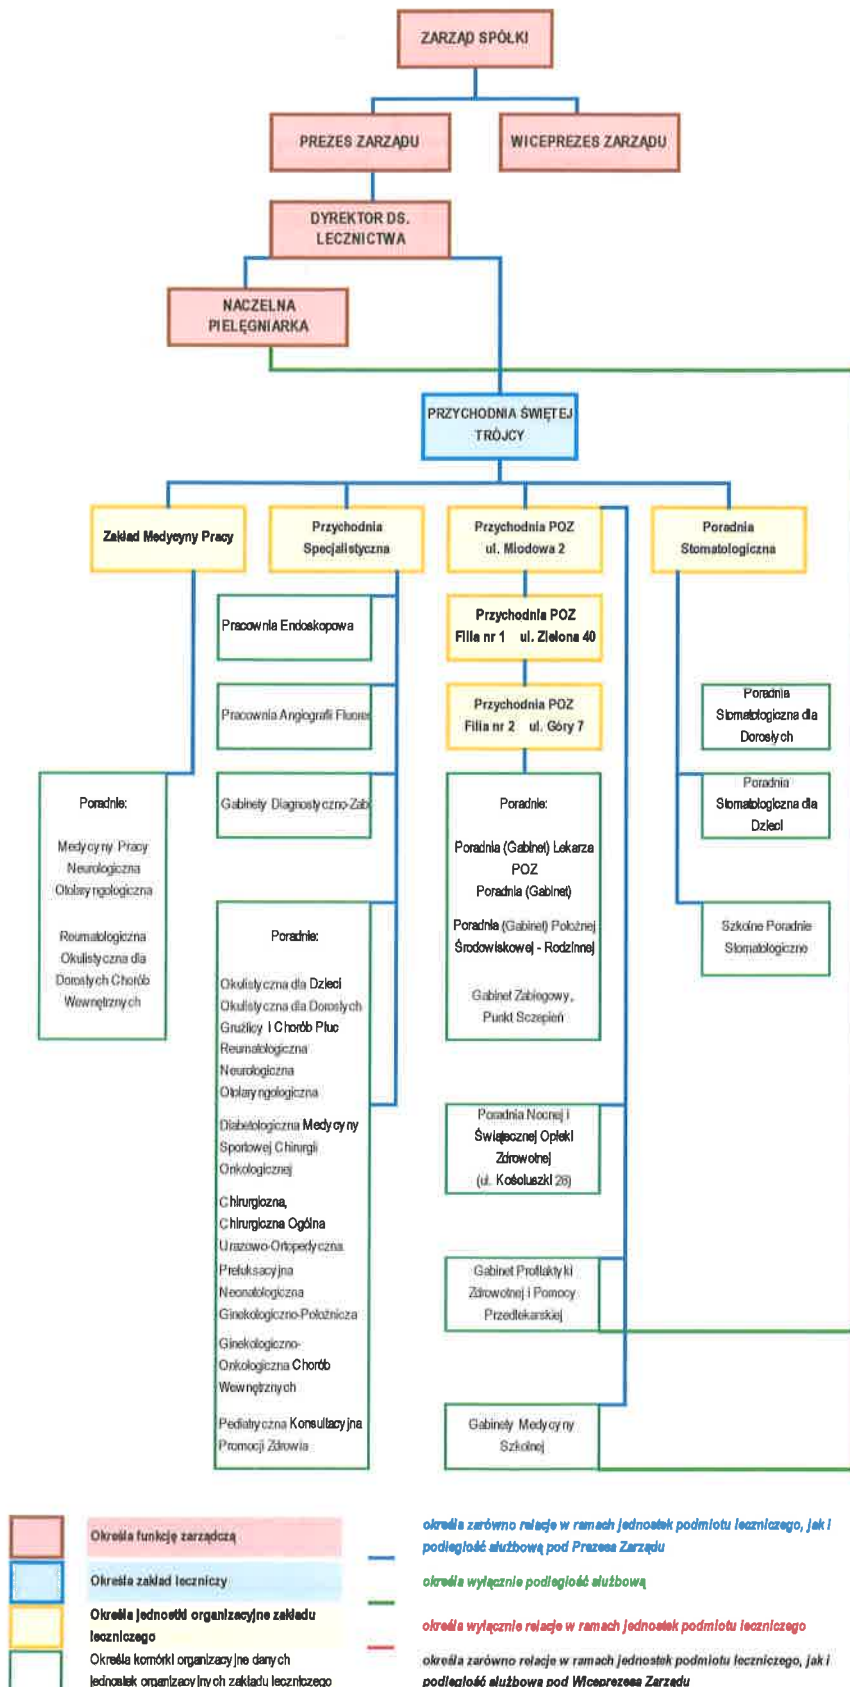 ZARZĄD SPÓŁKI
PREZES ZARZĄDU
WICEPREZES ZARZĄDU
DYREKTOR DS.
LECZNICTWA
NACZELNA
PIELĘGNIARKA
PRZYCHODNIA ŚWIĘTEJ
TRÓJCY
Zakład Medycyny Pracy
Przychodnia
Specjalistyczna
Przychodnia POZ
ul. Miodowa 2
Poradnia
Stomatologiczna
Pracownia Endoskopowa
Przychodnia POZ
Filia nr 1 ul. Zielona 40
Pracownia Angiografii Fluores
Przychodnia POZ
Filia nr 2 ul. Góry 7
Poradnia
Stomatologiczna dla
Dorosłych
Gabinety Diagnostyczno-Zab
Poradnia
Stomatologiczna dla
Dzieci
Szkolne Poradnie
Stomatologiczne
Poradnie:
Medycyny Pracy
Neurologiczna
Otolaryngologiczna
Reumatologiczna
Okulistyczna dla
Dorosłych Chorób
Wewnętrznych
Poradnie:
Okulistyczna dla Dzieci
Okulistyczna dla Dorosłych
Gruźlicy i Chorób Płuc
Reumatologiczna
Neurologiczna
Otolaryngologiczna
Diabetologiczna Medycyny
Sportowej Chirurgii
Onkologicznej
Chirurgiczna,
Chirurgiczna Ogólna
Urazowo-Ortopedyczna
Preluksacyjna
Neonatologiczna
Ginekologiczno-Położnicza
Ginekologiczno-
Onkologiczna Chorób
Wewnętrznych
Pediatryczna Konsultacyjna
Promocji Zdrowia
Poradnie:
Poradnia (Gabinet) Lekarza
POZ
Poradnia (Gabinet)
Poradnia (Gabinet) Położnej
Środowiskowej - Rodzinnej
Gabinet Zabiegowy,
Punkt Szczepień
Poradnia Nocnej i
Świątecznej Opieki
Zdrowotnej
(ul. Kościuszki 28)
Gabinet Profilaktyki
Zdrowotnej i Pomocy
Przedlekarskiej
Gabinety Medycyny
Szkolnej
Określa funkcję zarządczą
Określa zakład leczniczy
Określa jednostki organizacyjne zakładu
leczniczego
Określa komórki organizacyjne danych
jednostek organizacyjnych zakładu leczniczego
określa zarówno relacje w ramach jednostek podmiotu leczniczego, jak i
podległość służbową pod Prezesa Zarządu
określa wyłącznie podległość służbową
określa wyłącznie relacje w ramach jednostek podmiotu leczniczego
określa zarówno relacje w ramach jednostek podmiotu leczniczego, jak i
podległość służbową pod Wiceprezesa Zarządu